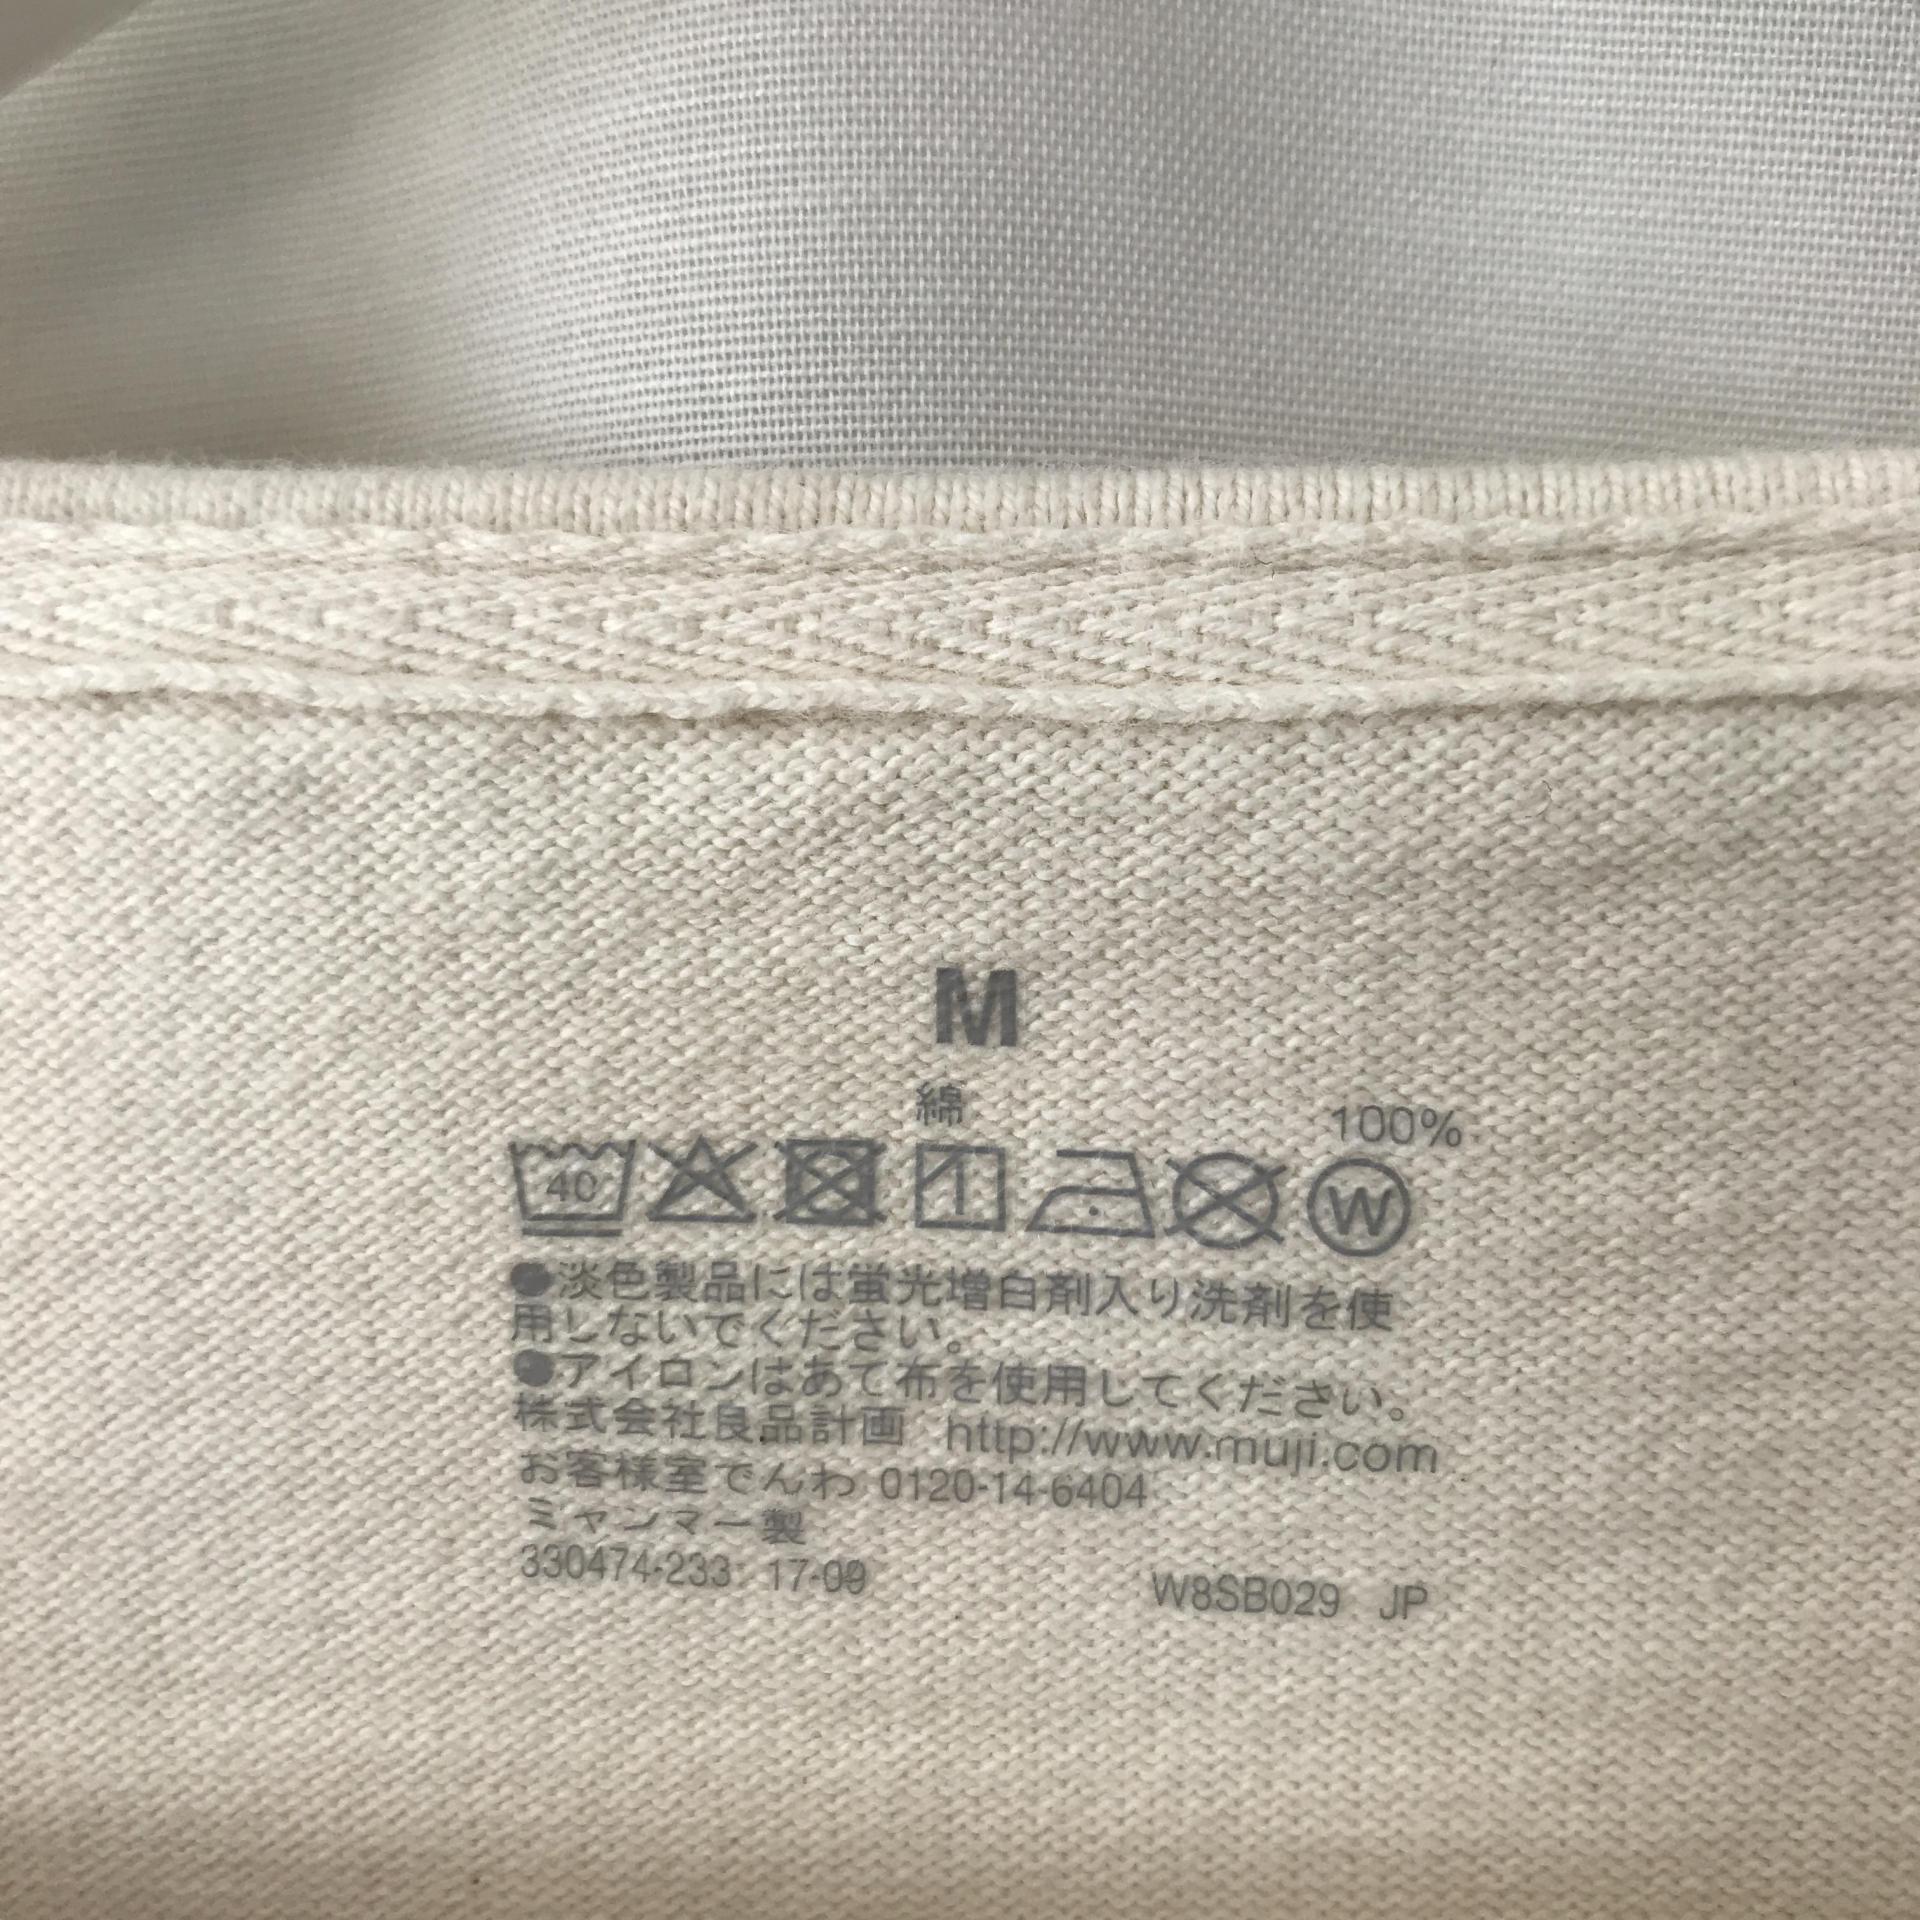 M
綿 100%
40 W
●淡色製品には蛍光増白剤入り洗剤を使
用しないでください。
●アイロンはあて布を使用してください。
株式会社良品計画 http://www.muji.com
お客様室でんわ 0120-14-6404
ミャンマー製
330474-233 17-09 W8SB029 JP